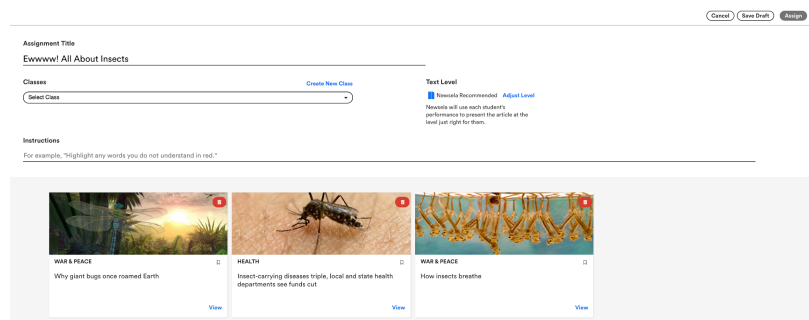 Cancel Save Draft Assign
Assignment Title
Ewwww! All About Insects
Classes
Create New Class
Select Class
Text Level
Newsela Recommended Adjust Level
Newsela will use each student's
performance to present the article at the
level just right for them.
Instructions
For example, "Highlight any words you do not understand in red."
WAR & PEACE
Why giant bugs once roamed Earth
View
HEALTH
Insect-carrying diseases triple, local and state health
departments see funds cut
View
WAR & PEACE
How insects breathe
View